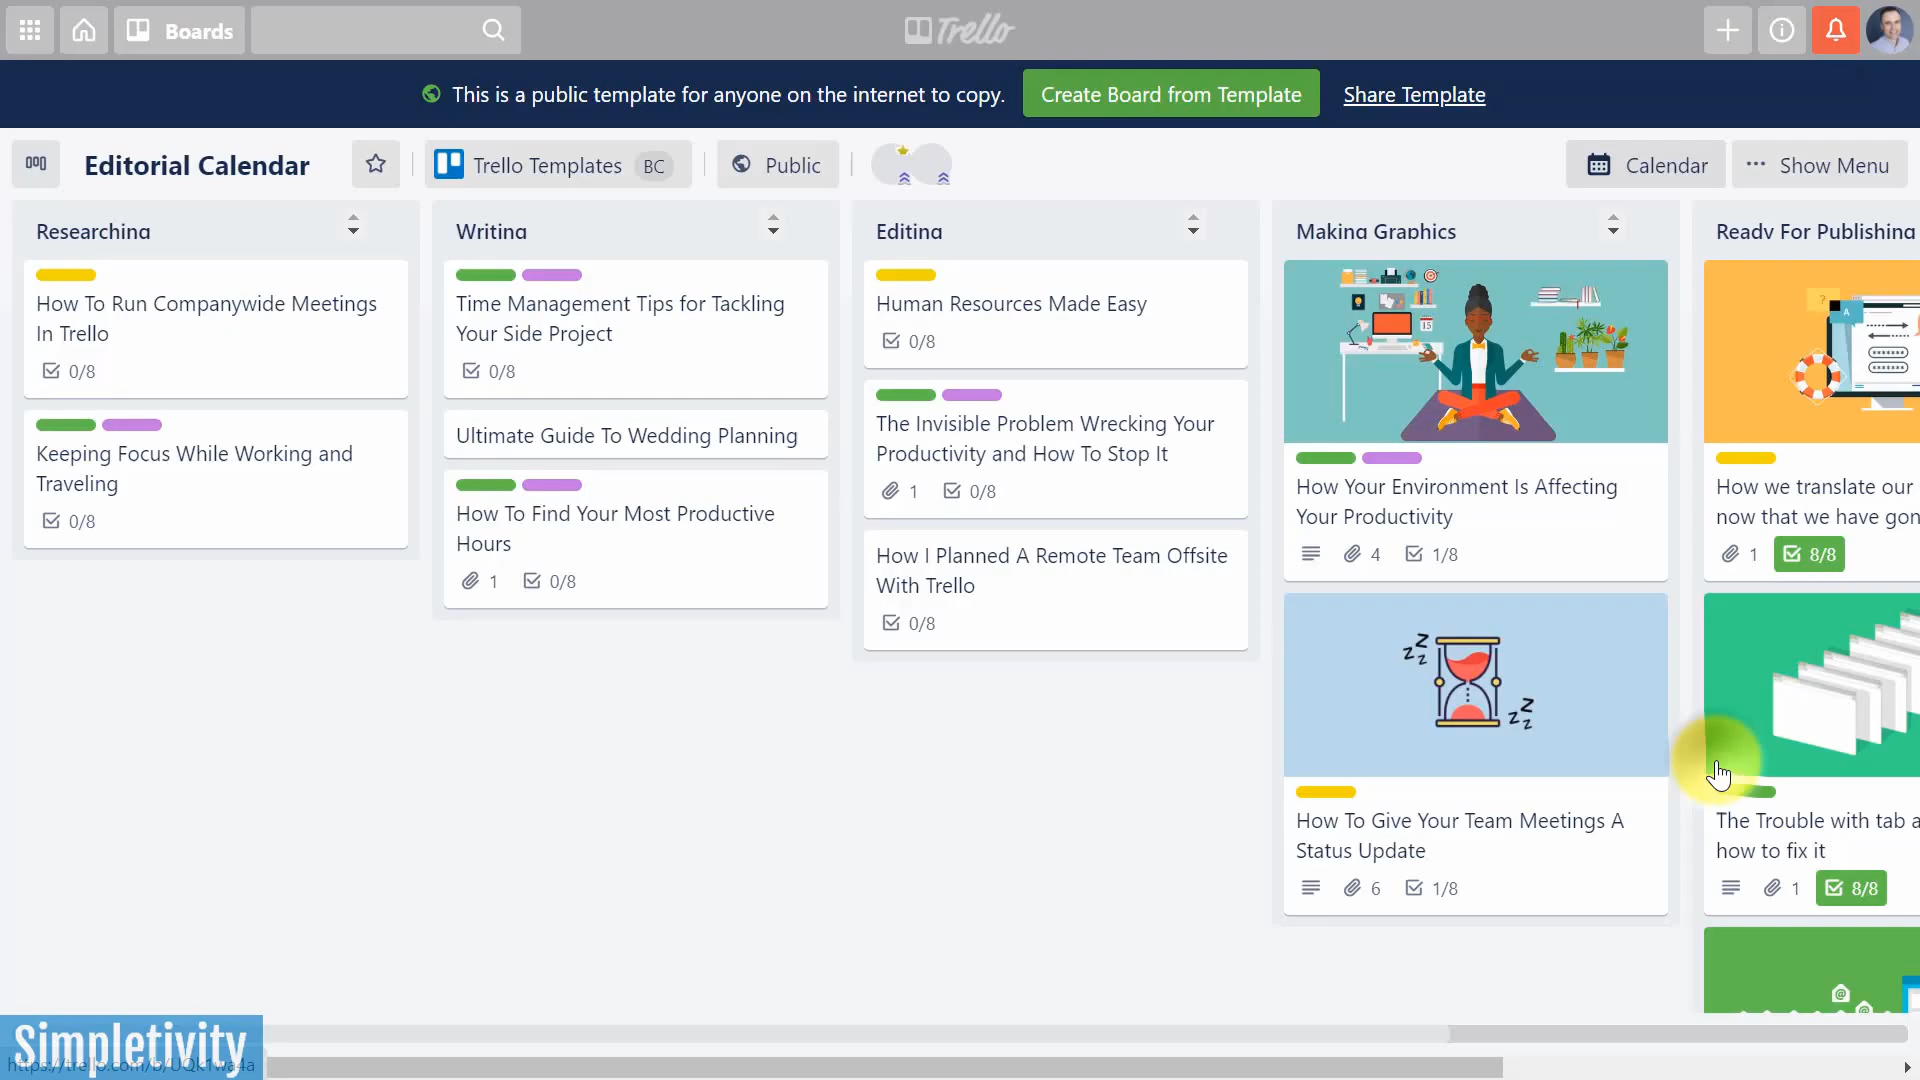 Boards
Trello
This is a public template for anyone on the internet to copy.
Create Board from Template
Share Template
Editorial Calendar
Trello Templates
BC
Public
Calendar
Show Menu
Researching
How To Run Companywide Meetings
In Trello
0/8
Keeping Focus While Working and
Traveling
0/8
Writing
Time Management Tips for Tackling
Your Side Project
0/8
Ultimate Guide To Wedding Planning
How To Find Your Most Productive
Hours
1 0/8
Editing
Human Resources Made Easy
0/8
The Invisible Problem Wrecking Your
Productivity and How To Stop It
1 0/8
How I Planned A Remote Team Offsite
With Trello
0/8
Making Graphics
15
How Your Environment Is Affecting
Your Productivity
4 1/8
zzz
zzz
How To Give Your Team Meetings A
Status Update
6 1/8
Ready For Publishing
?
A
How we translate our
now that we have gon
1 8/8
The Trouble with tab a
how to fix it
1 8/8
@
Simpletivity
https://trello.com/b/UQk1wa4a